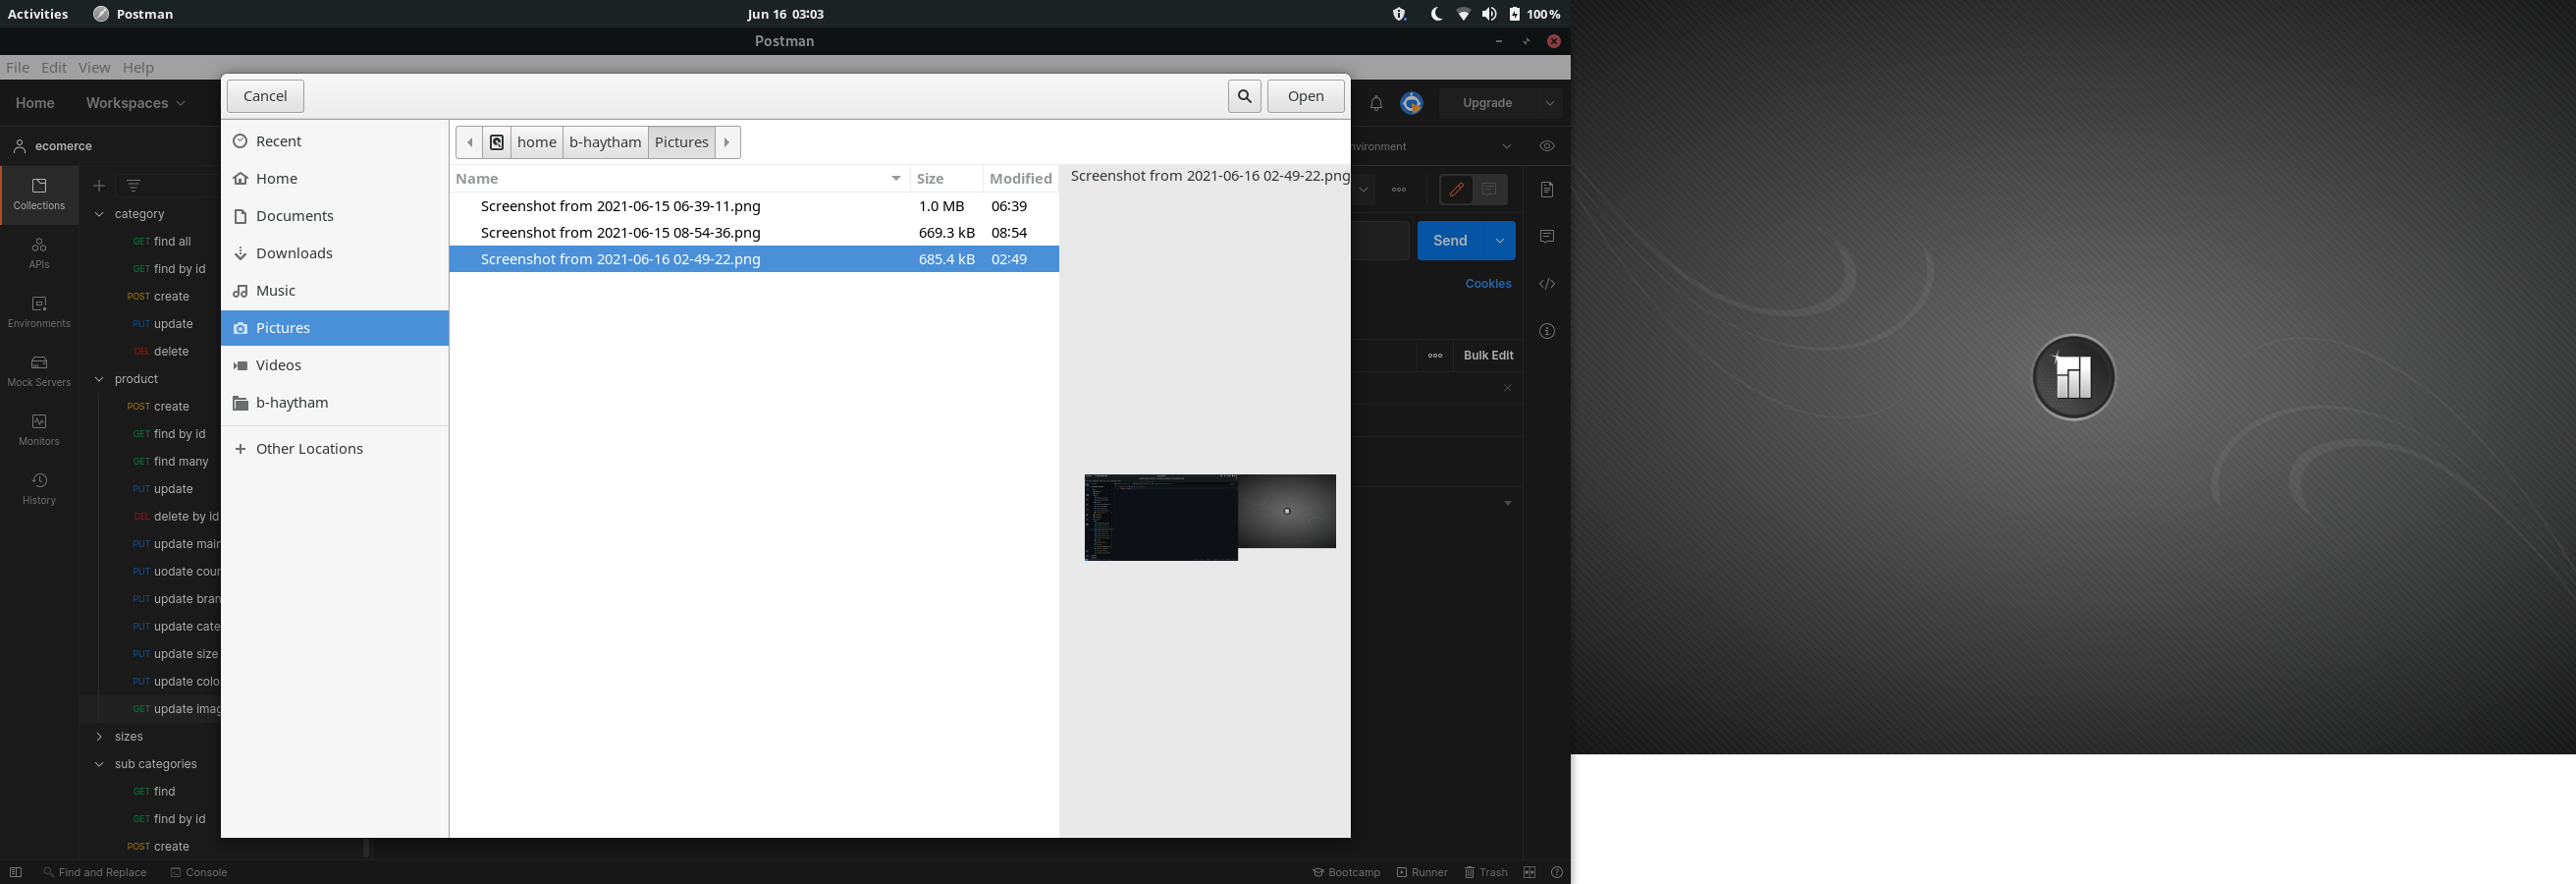 Activities Postman Jun 16 03:03 100 %
Postman
File Edit View Help
Cancel Open
Home Workspaces Upgrade
ecomerce nvironment
Recent
Home
Documents
Downloads
Music
Pictures
Videos
b-haytham
Other Locations
home b-haytham Pictures
Name Size Modified
Screenshot from 2021-06-15 06-39-11.png 1.0 MB 06:39
Screenshot from 2021-06-15 08-54-36.png 669.3 kB 08:54
Screenshot from 2021-06-16 02-49-22.png 685.4 kB 02:49
Screenshot from 2021-06-16 02-49-22.png
Collections
APIs
Environments
Mock Servers
Monitors
History
category
GET find all
GET find by id
POST create
PUT update
DEL delete
product
POST create
GET find by id
GET find many
PUT update
DEL delete by id
PUT update mair
PUT uodate cour
PUT update bran
PUT update cate
PUT update size
PUT update colo
GET update imag
sizes
sub categories
GET find
GET find by id
POST create
Send
Cookies
Bulk Edit
Find and Replace Console Bootcamp Runner Trash